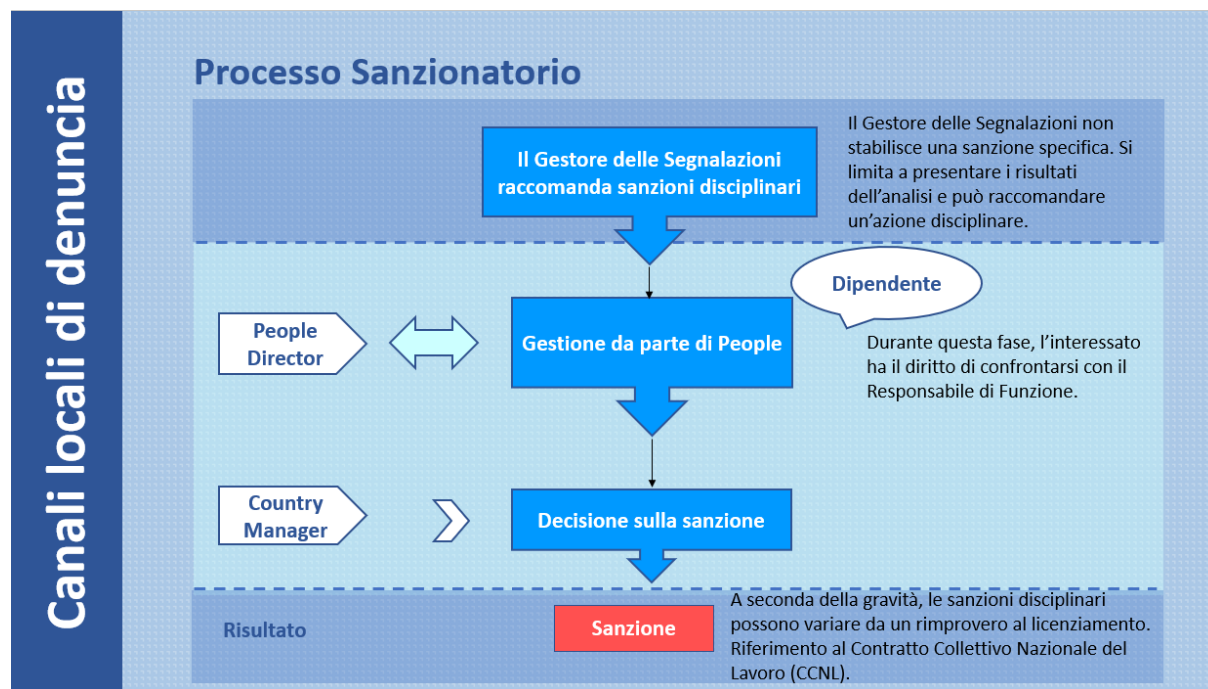 Canali locali di denuncia
Processo Sanzionatorio
Il Gestore delle Segnalazioni
raccomanda sanzioni disciplinari
Il Gestore delle Segnalazioni non
stabilisce una sanzione specifica. Si
limita a presentare i risultati
dell’analisi e può raccomandare
un’azione disciplinare.
Dipendente
People
Director
Gestione da parte di People
Durante questa fase, l’interessato
ha il diritto di confrontarsi con il
Responsabile di Funzione.
Country
Manager
Decisione sulla sanzione
Risultato
Sanzione
A seconda della gravità, le sanzioni disciplinari
possono variare da un rimprovero al licenziamento.
Riferimento al Contratto Collettivo Nazionale del
Lavoro (CCNL).